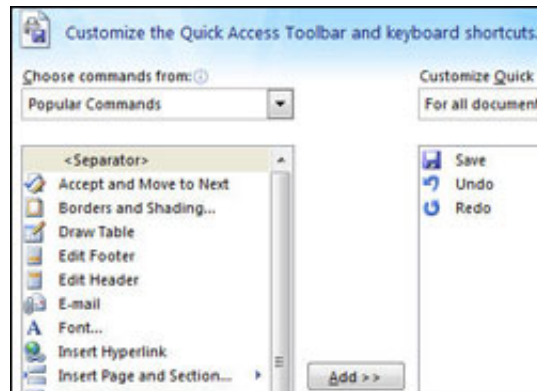 Customize the Quick Access Toolbar and keyboard shortcuts.
Choose commands from:
Customize Quick
Popular Commands
For all document
<Separator>
Accept and Move to Next
Borders and Shading...
Draw Table
Edit Footer
Edit Header
E-mail
Font...
Insert Hyperlink
Insert Page and Section...
Save
Undo
Redo
Add >>